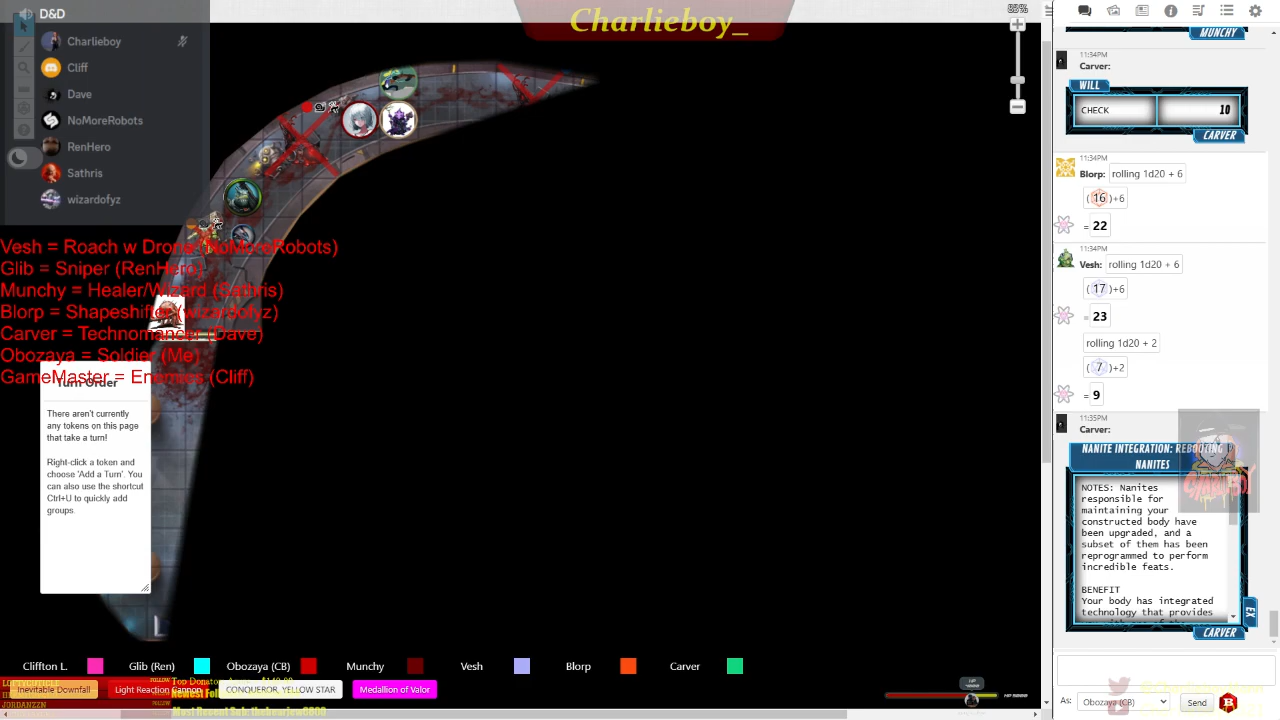 D&D
Charlieboy
Cliff
Dave
NoMoreRobots
RenHero
Sathris
wizardofyz
Charlieboy_
Vesh = Roach w Drone (NoMoreRobots)
Glib = Sniper (RenHero)
Munchy = Healer/Wizard (Sathris)
Blorp = Shapeshifter (wizardofyz)
Carver = Technomancer (Dave)
Obozaya = Soldier (Me)
GameMaster = Enemies (Cliff)
Turn Order
There aren't currently
any tokens on this page
that take a turn!
Right-click a token and
choose 'Add a Turn'. You
can also use the shortcut
Ctrl+U to quickly add
groups.
Cliffton L.
Glib (Ren)
Obozaya (CB)
Munchy
Vesh
Blorp
Carver
Inevitable Downfall
Light Reaction Cannon
CONQUEROR, YELLOW STAR
Medallion of Valor
JORDANZZN
MUNCHY
11:34PM
Carver:
WILL
CHECK 10
CARVER
11:34PM
Blorp: rolling 1d20 + 6
(16)+6
= 22
11:34PM
Vesh: rolling 1d20 + 6
(17)+6
= 23
rolling 1d20 + 2
(7)+2
= 9
11:35PM
Carver:
NANITE INTEGRATION: REBOOTING
NANITES
NOTES: Nanites
responsible for
maintaining your
constructed body have
been upgraded, and a
subset of them has been
reprogrammed to perform
incredible feats.
BENEFIT
Your body has integrated
technology that provides
EX
CARVER
As: Obozaya (CB)
Send